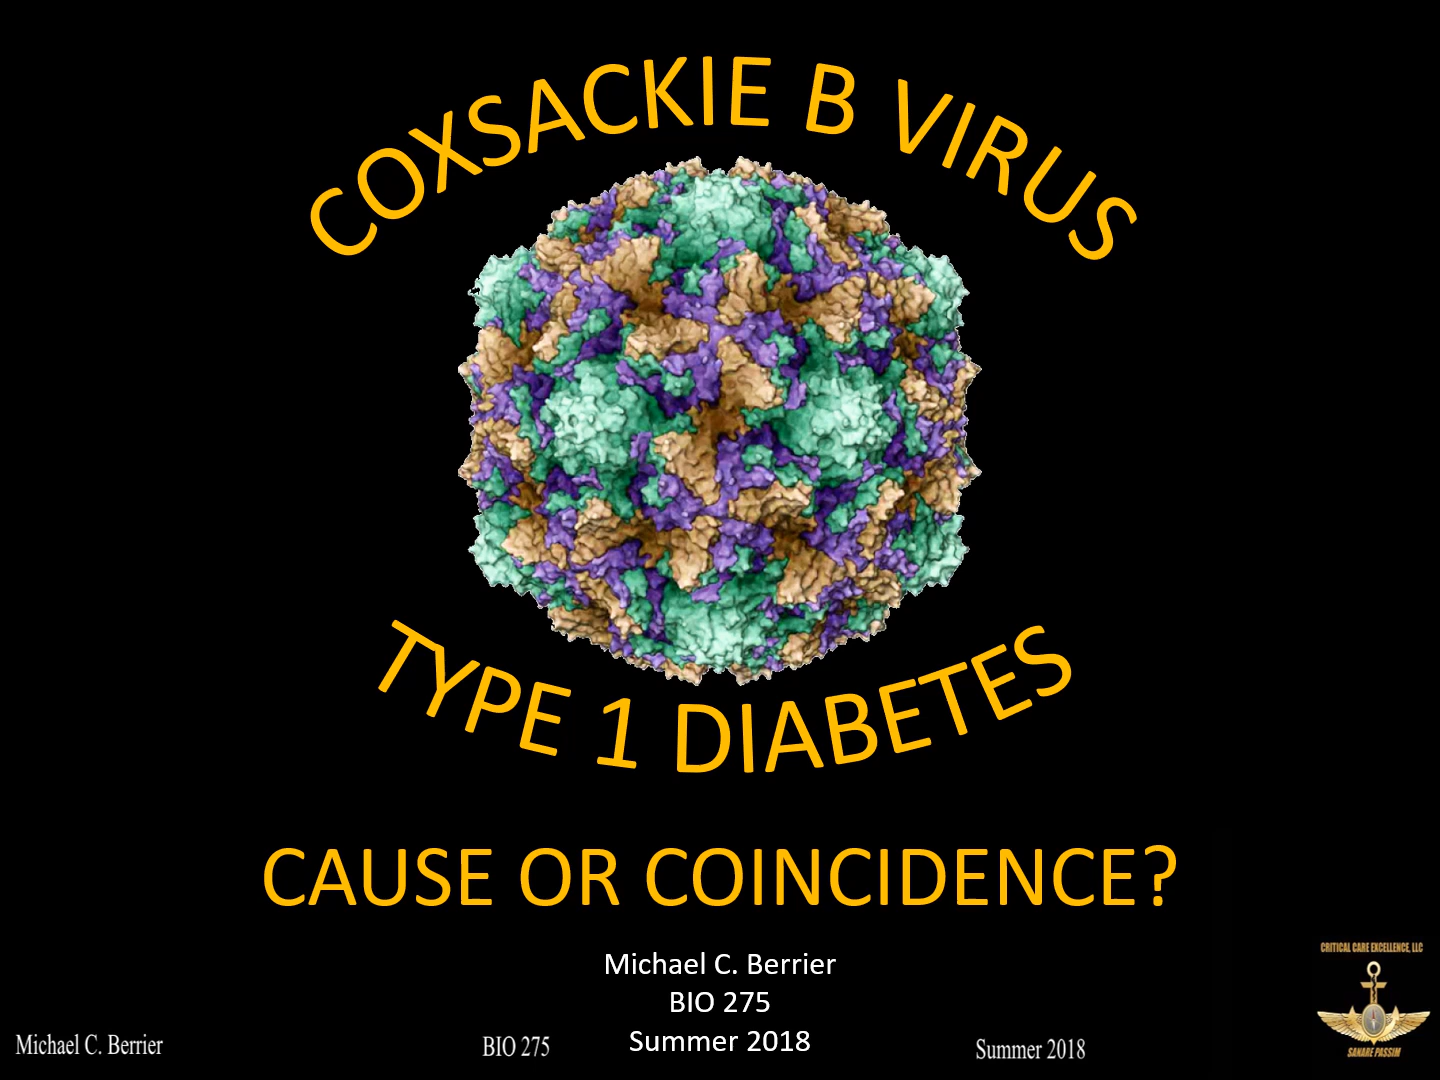 COXSACKIE B VIRUS
TYPE 1 DIABETES
CAUSE OR COINCIDENCE?
Michael C. Berrier
BIO 275
Summer 2018
Michael C. Berrier
BIO 275
Summer 2018
CRITICAL CARE EXCELLENCE, LLC
SANARE PASSIM